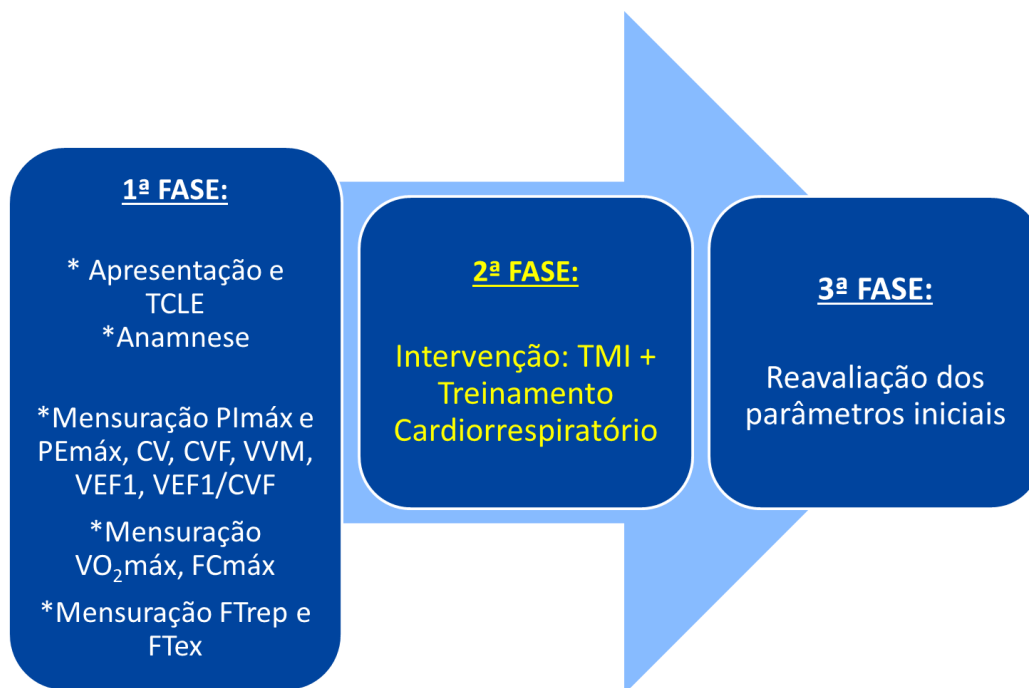 1ª FASE:
* Apresentação e
TCLE
*Anamnese
*Mensuração PImáx e
PEmáx, CV, CVF, VVM,
VEF1, VEF1/CVF
*Mensuração
VO₂máx, FCmáx
*Mensuração FTrep e
FTex
2ª FASE:
Intervenção: TMI +
Treinamento
Cardiorrespiratório
3ª FASE:
Reavaliação dos
parâmetros iniciais